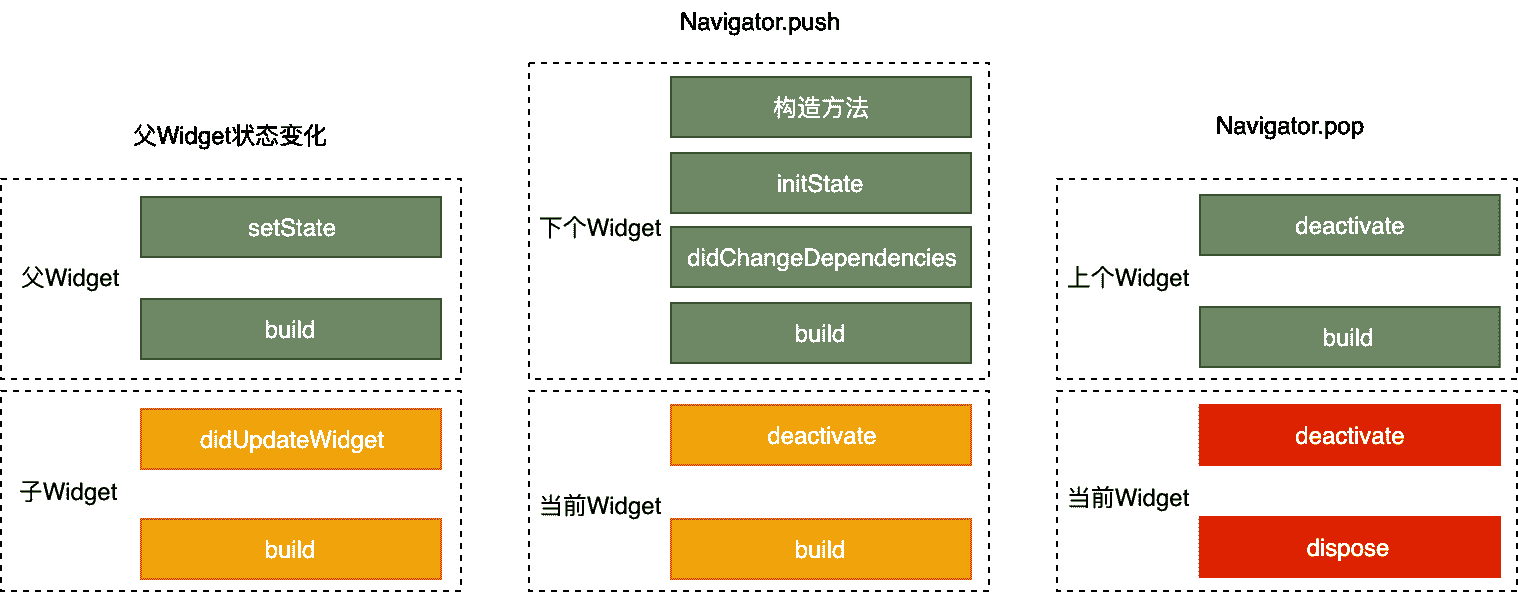 父Widget状态变化
父Widget
setState
build
子Widget
didUpdateWidget
build
Navigator.push
下个Widget
构造方法
initState
didChangeDependencies
build
当前Widget
deactivate
build
Navigator.pop
上个Widget
deactivate
build
当前Widget
deactivate
dispose